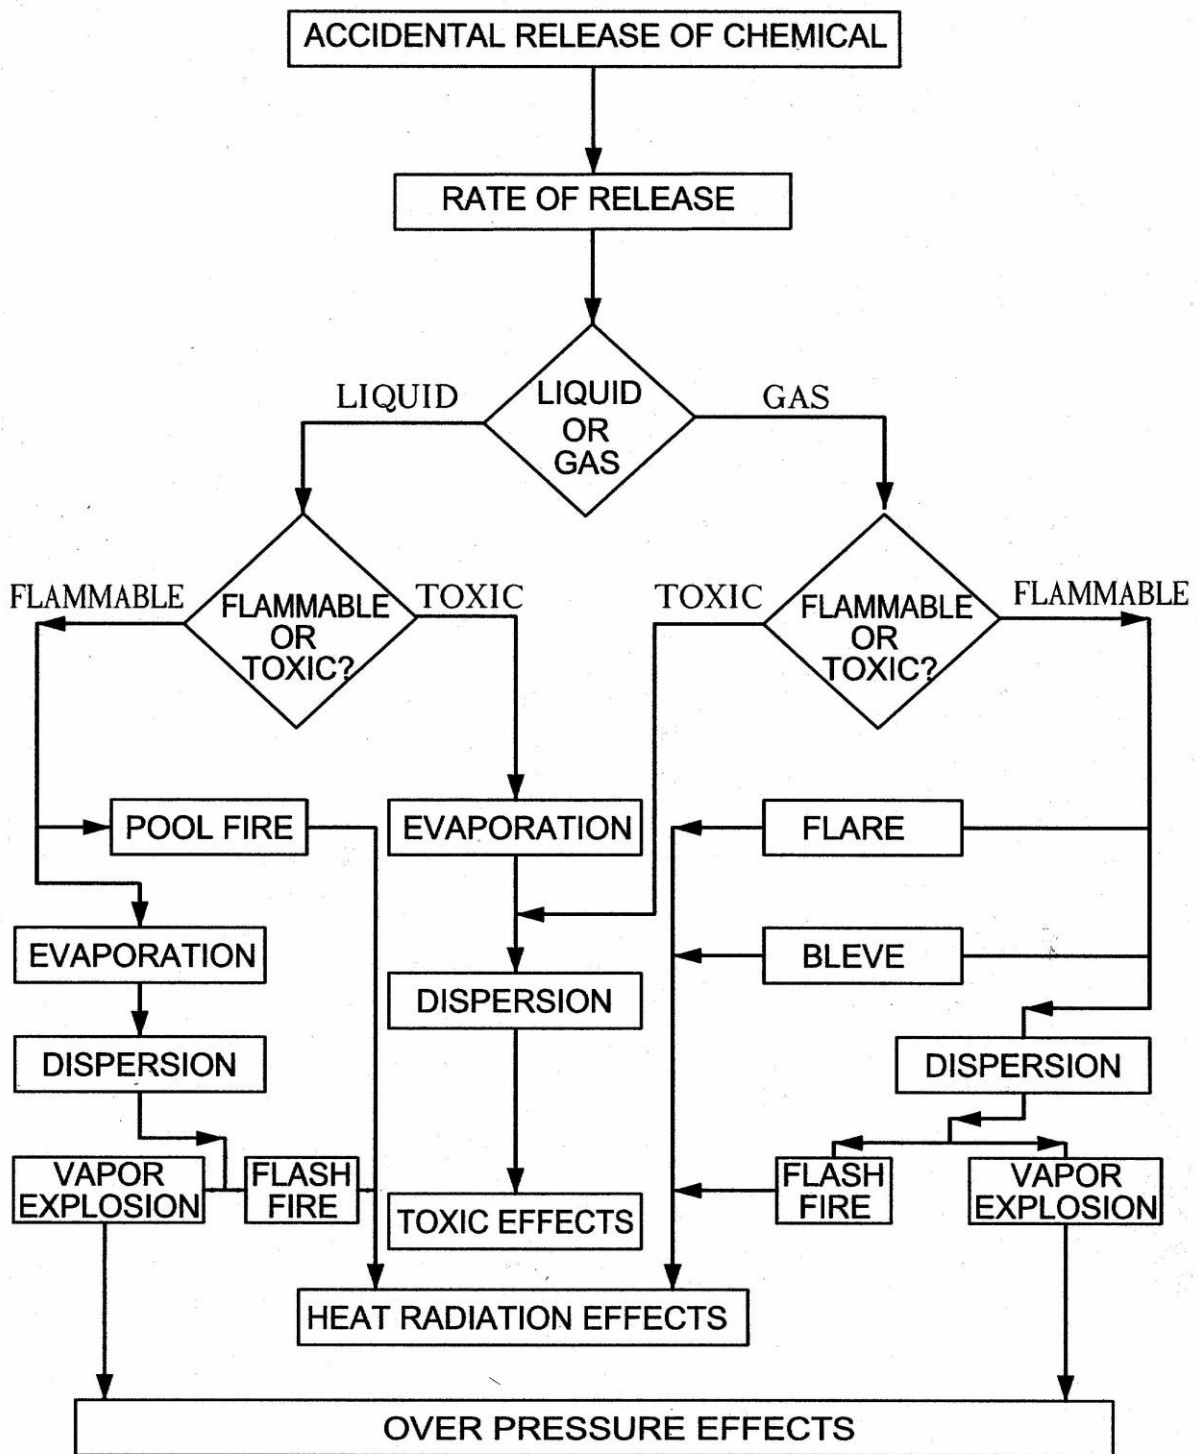 ACCIDENTAL RELEASE OF CHEMICAL
RATE OF RELEASE
LIQUID
GAS
LIQUID
OR
GAS
FLAMMABLE
FLAMMABLE
OR
TOXIC?
TOXIC
TOXIC
FLAMMABLE
OR
TOXIC?
FLAMMABLE
POOL FIRE
EVAPORATION
FLARE
EVAPORATION
BLEVE
DISPERSION
DISPERSION
DISPERSION
VAPOR
EXPLOSION
FLASH
FIRE
TOXIC EFFECTS
FLASH
FIRE
VAPOR
EXPLOSION
HEAT RADIATION EFFECTS
OVER PRESSURE EFFECTS